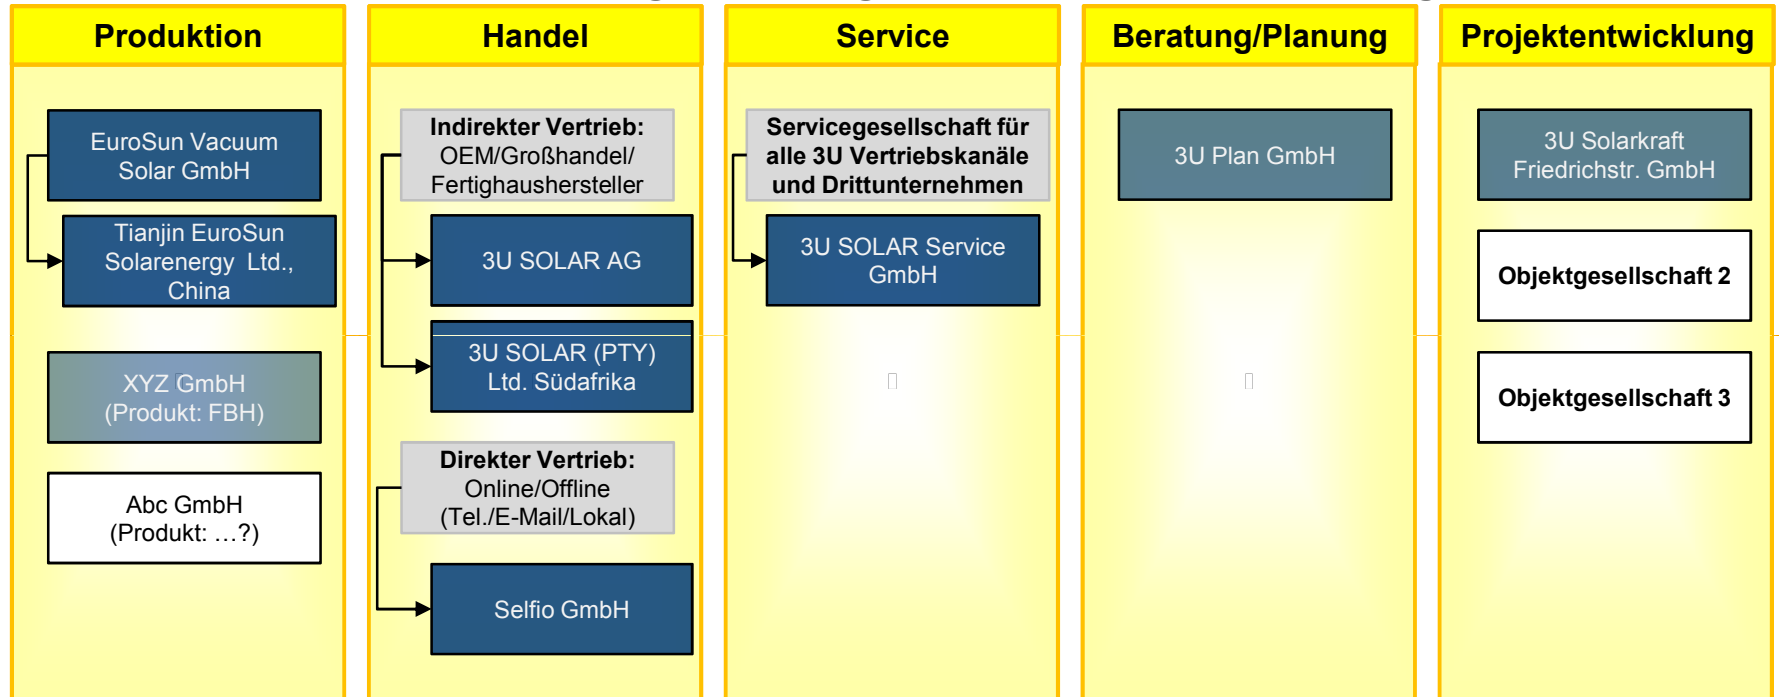 Produktion
EuroSun Vacuum
Solar GmbH
Tianjin EuroSun
Solarenergy Ltd.,
China
XYZ GmbH
(Produkt: FBH)
Abc GmbH
(Produkt: …?)
Handel
Indirekter Vertrieb:
OEM/Großhandel/
Fertighaushersteller
3U SOLAR AG
3U SOLAR (PTY)
Ltd. Südafrika
Direkter Vertrieb:
Online/Offline
(Tel./E-Mail/Lokal)
Selfio GmbH
Service
Servicegesellschaft für
alle 3U Vertriebskanäle
und Drittunternehmen
3U SOLAR Service
GmbH
Beratung/Planung
3U Plan GmbH
Projektentwicklung
3U Solarkraft
Friedrichstr. GmbH
Objektgesellschaft 2
Objektgesellschaft 3